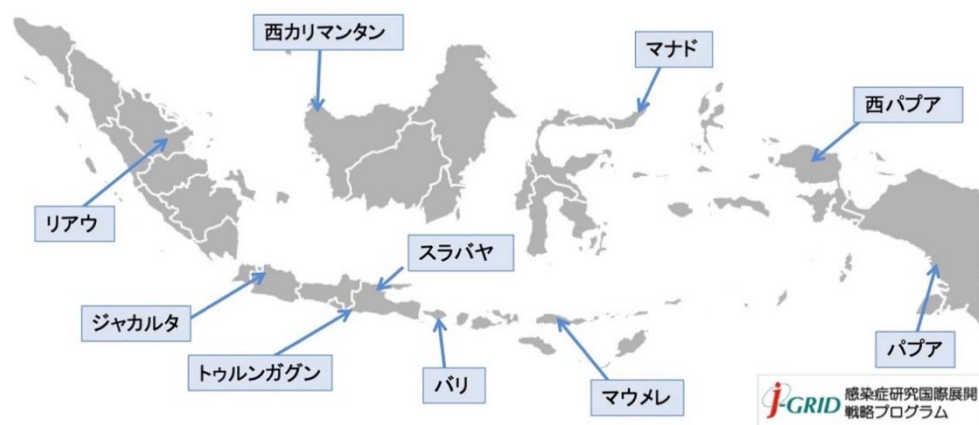 西カリマンタン
マナド
西パプア
リアウ
スラバヤ
ジャカルタ
トゥルンガグン
バリ
マウメレ
パプア
j-GRID 感染症研究国際展開
戦略プログラム